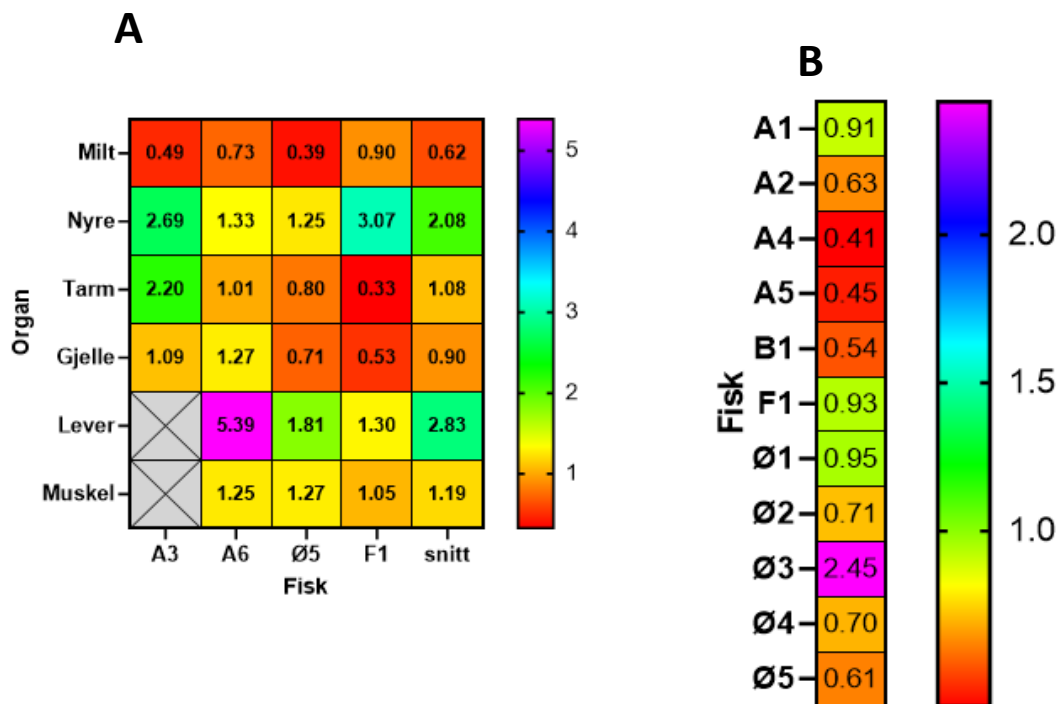 A
Milt 0.49 0.73 0.39 0.90 0.62
Nyre 2.69 1.33 1.25 3.07 2.08
Tarm 2.20 1.01 0.80 0.33 1.08
Gjelle 1.09 1.27 0.71 0.53 0.90
Lever 5.39 1.81 1.30 2.83
Muskel 1.25 1.27 1.05 1.19
A3 A6 Ø5 F1 snitt
Fisk
Organ
5
4
3
2
1
B
A1 0.91
A2 0.63
A4 0.41
A5 0.45
B1 0.54
F1 0.93
Ø1 0.95
Ø2 0.71
Ø3 2.45
Ø4 0.70
Ø5 0.61
Fisk
2.0
1.5
1.0